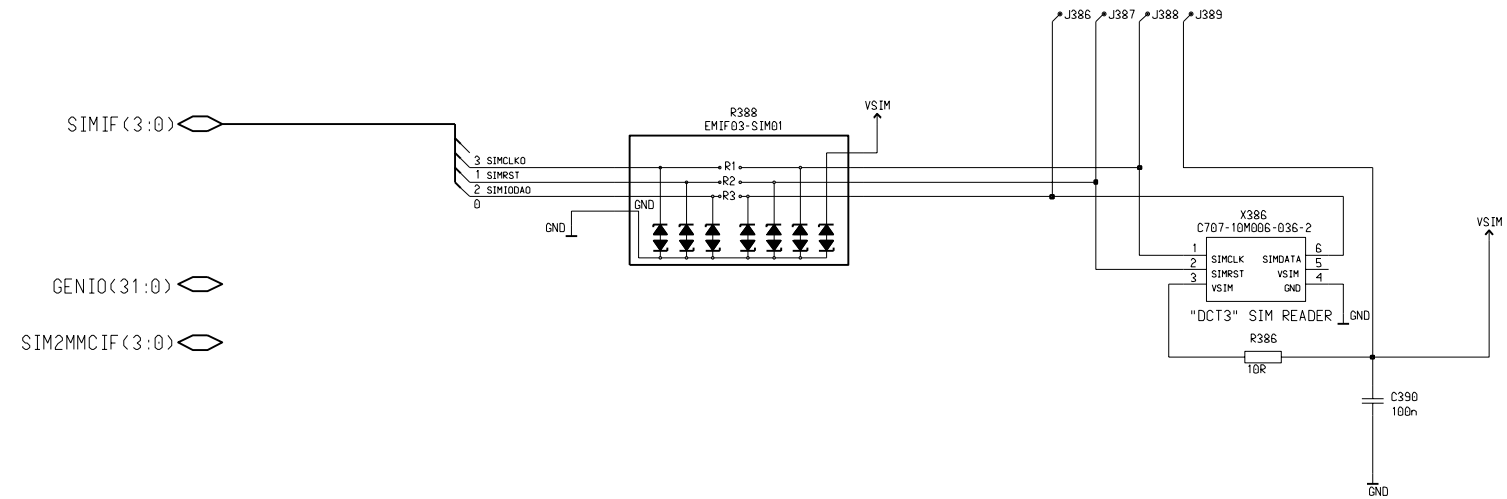 J386 J387 J388 J389
SIMIF(3:0)
R388
EMIF03-SIM01
VSIM
3 SIMCLKO
1 SIMRST
2 SIMIODAO
0
R1
R2
R3
GND
GND
X386
C707-10M006-036-2
1 SIMCLK SIMDATA 6
2 SIMRST VSIM 5
3 VSIM GND 4
VSIM
"DCT3" SIM READER
GND
GENIO(31:0)
SIM2MMCIF(3:0)
R386
10R
C390
100n
GND